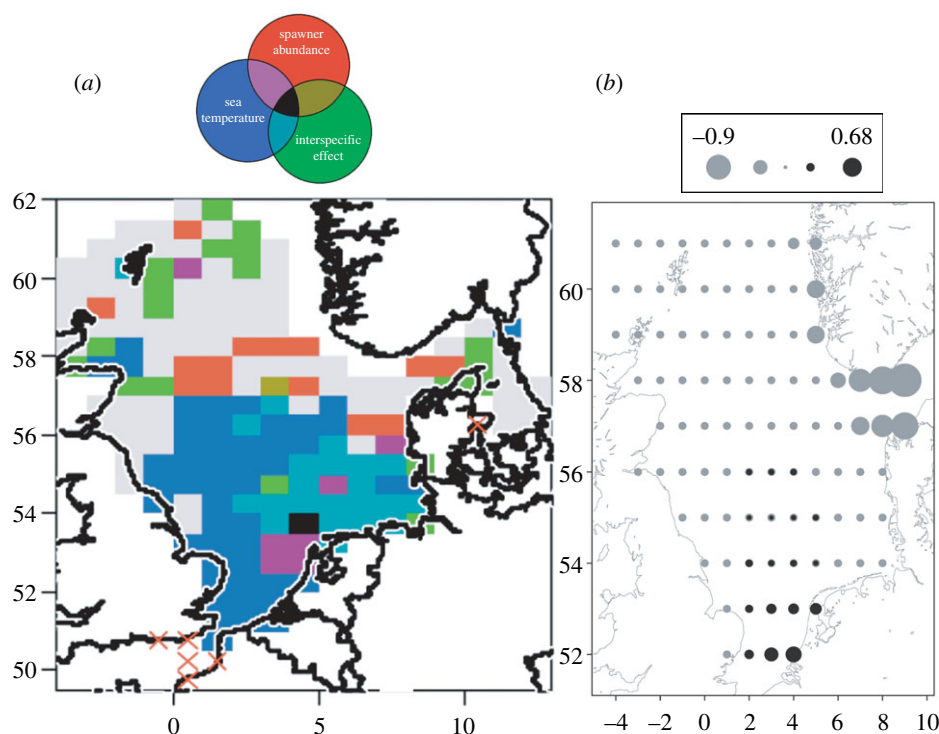 spawner
abundance
(a)
(b)
sea
temperature
interspecific
effect
–0.9 0.68
62
60
58
56
54
52
50
0 5 10
60
58
56
54
52
–4 –2 0 2 4 6 8 10